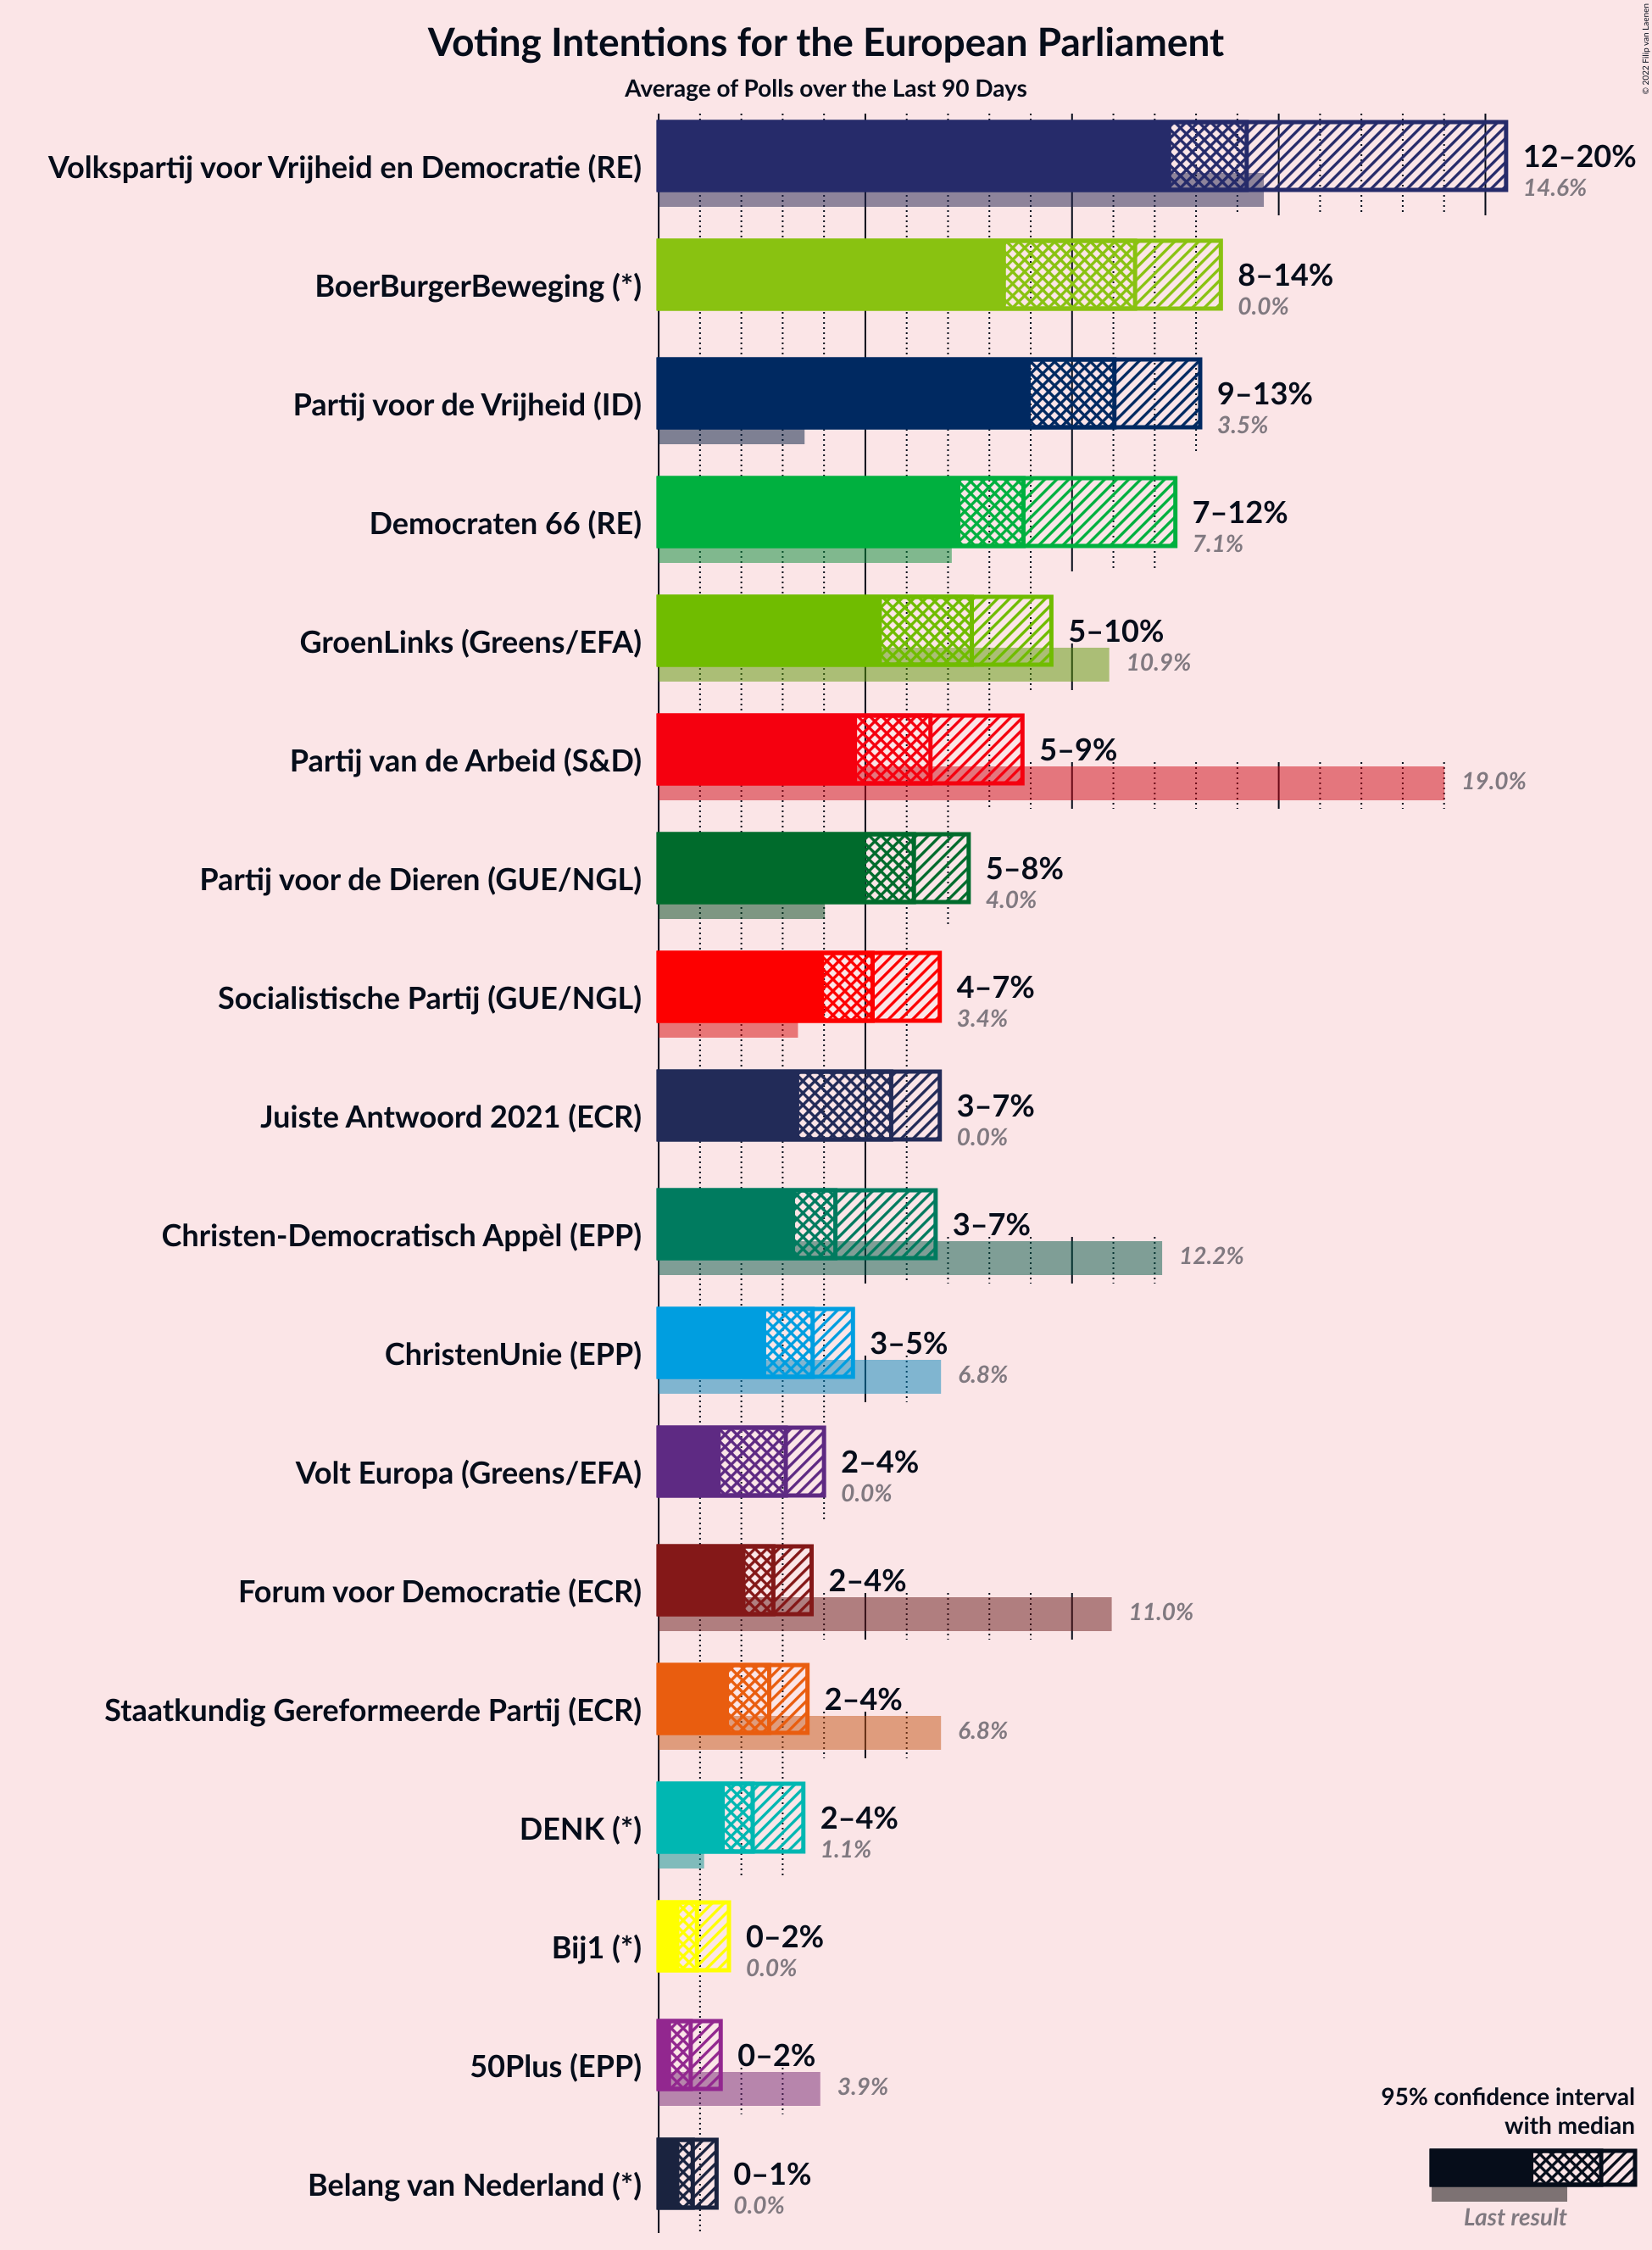 Voting Intentions for the European Parliament
Average of Polls over the Last 90 Days
© 2022 Filip van Laenen
Volkspartij voor Vrijheid en Democratie (RE)
12–20%
14.6%
BoerBurgerBeweging (*)
8–14%
0.0%
Partij voor de Vrijheid (ID)
9–13%
3.5%
Democraten 66 (RE)
7–12%
7.1%
GroenLinks (Greens/EFA)
5–10%
10.9%
Partij van de Arbeid (S&D)
5–9%
19.0%
Partij voor de Dieren (GUE/NGL)
5–8%
4.0%
Socialistische Partij (GUE/NGL)
4–7%
3.4%
Juiste Antwoord 2021 (ECR)
3–7%
0.0%
Christen-Democratisch Appèl (EPP)
3–7%
12.2%
ChristenUnie (EPP)
3–5%
6.8%
Volt Europa (Greens/EFA)
2–4%
0.0%
Forum voor Democratie (ECR)
2–4%
11.0%
Staatkundig Gereformeerde Partij (ECR)
2–4%
6.8%
DENK (*)
2–4%
1.1%
Bij1 (*)
0–2%
0.0%
50Plus (EPP)
0–2%
3.9%
Belang van Nederland (*)
0–1%
0.0%
95% confidence interval
with median
Last result